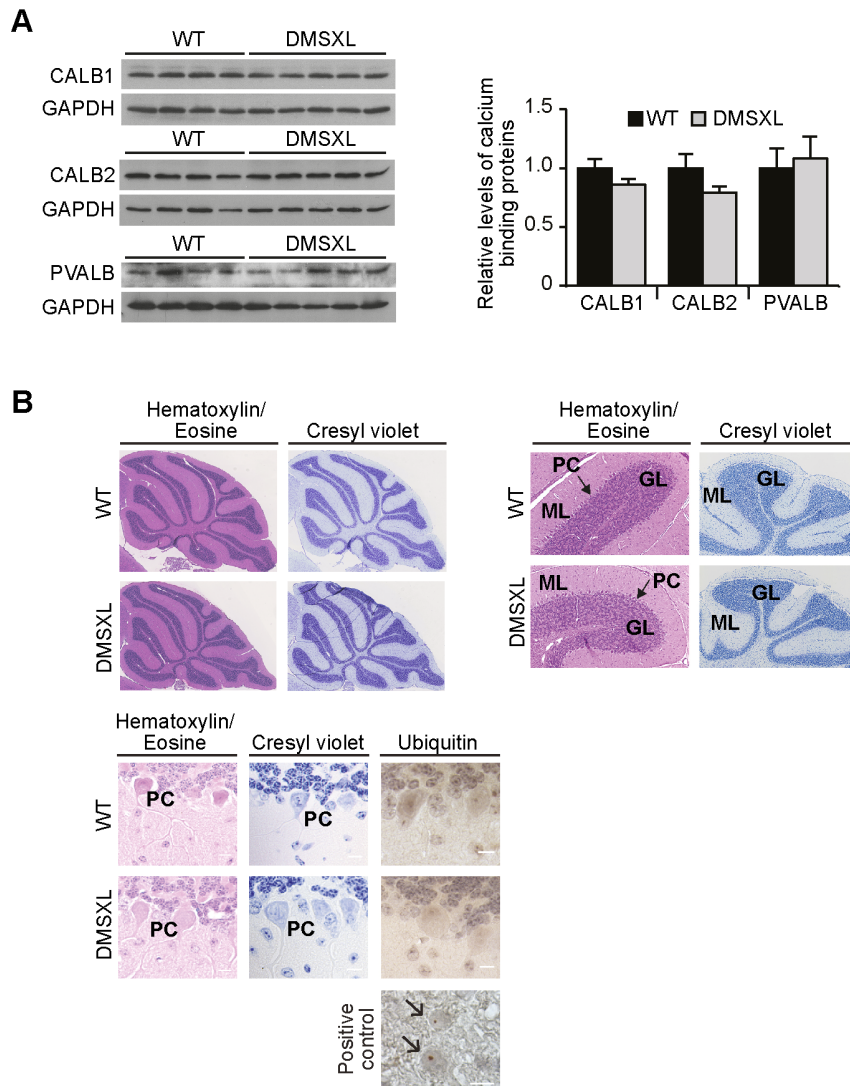 A
WT DMSXL
CALB1
GAPDH
CALB2
GAPDH
WT DMSXL
PVALB
GAPDH
Relative levels of calcium
binding proteins
1.5
1.0
0.5
0
WT DMSXL
CALB1 CALB2 PVALB
B
Hematoxylin/
Eosine
Cresyl violet
WT
DMSXL
Hematoxylin/
Eosine
Cresyl violet
WT
PC
GL
ML
GL
ML
DMSXL
ML
PC
GL
GL
ML
Hematoxylin/
Eosine
Cresyl violet
Ubiquitin
WT
PC
PC
DMSXL
PC
PC
Positive
control